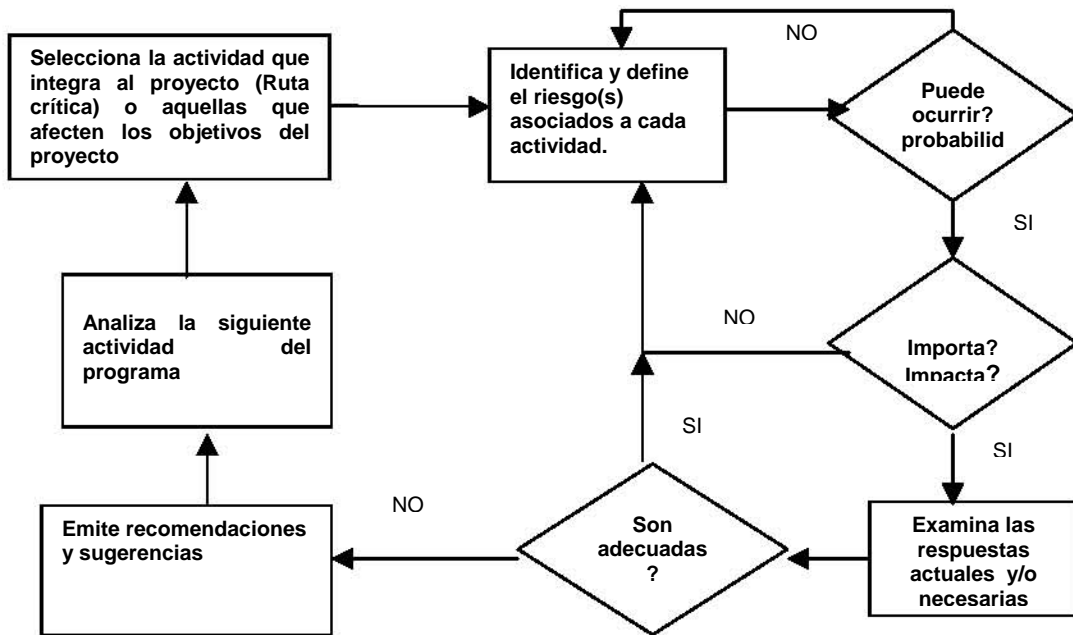 Selecciona la actividad que
integra al proyecto (Ruta
crítica) o aquellas que
afecten los objetivos del
proyecto
Identifica y define
el riesgo(s)
asociados a cada
actividad.
NO
Puede
ocurrir?
probabilid
SI
Analiza la siguiente
actividad del
programa
NO
Importa?
Impacta?
SI
SI
Emite recomendaciones
y sugerencias
NO
Son
adecuadas
?
Examina las
respuestas
actuales y/o
necesarias